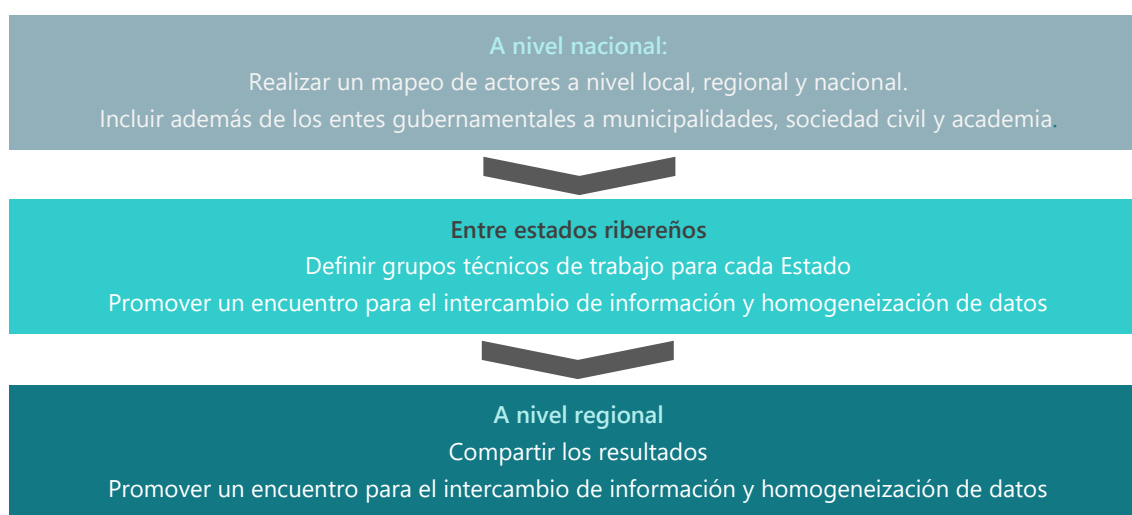 A nivel nacional:
Realizar un mapeo de actores a nivel local, regional y nacional.
Incluir además de los entes gubernamentales a municipalidades, sociedad civil y academia.
Entre estados ribereños
Definir grupos técnicos de trabajo para cada Estado
Promover un encuentro para el intercambio de información y homogeneización de datos
A nivel regional
Compartir los resultados
Promover un encuentro para el intercambio de información y homogeneización de datos